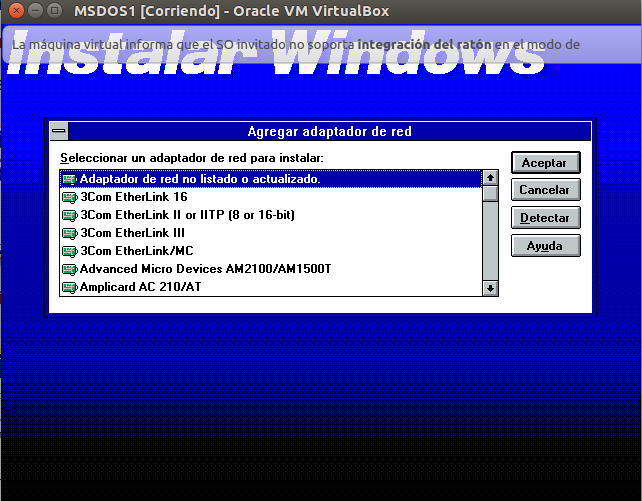 MSDOS1 [Corriendo] - Oracle VM VirtualBox
La máquina virtual informa que el SO invitado no soporta integración del ratón en el modo de
Instalar Windows
Agregar adaptador de red
Seleccionar un adaptador de red para instalar:
Adaptador de red no listado o actualizado.
3Com EtherLink 16
3Com EtherLink II or IITP (8 or 16-bit)
3Com EtherLink III
3Com EtherLink/MC
Advanced Micro Devices AM2100/AM1500T
Amplicard AC 210/AT
Aceptar
Cancelar
Detectar
Ayuda